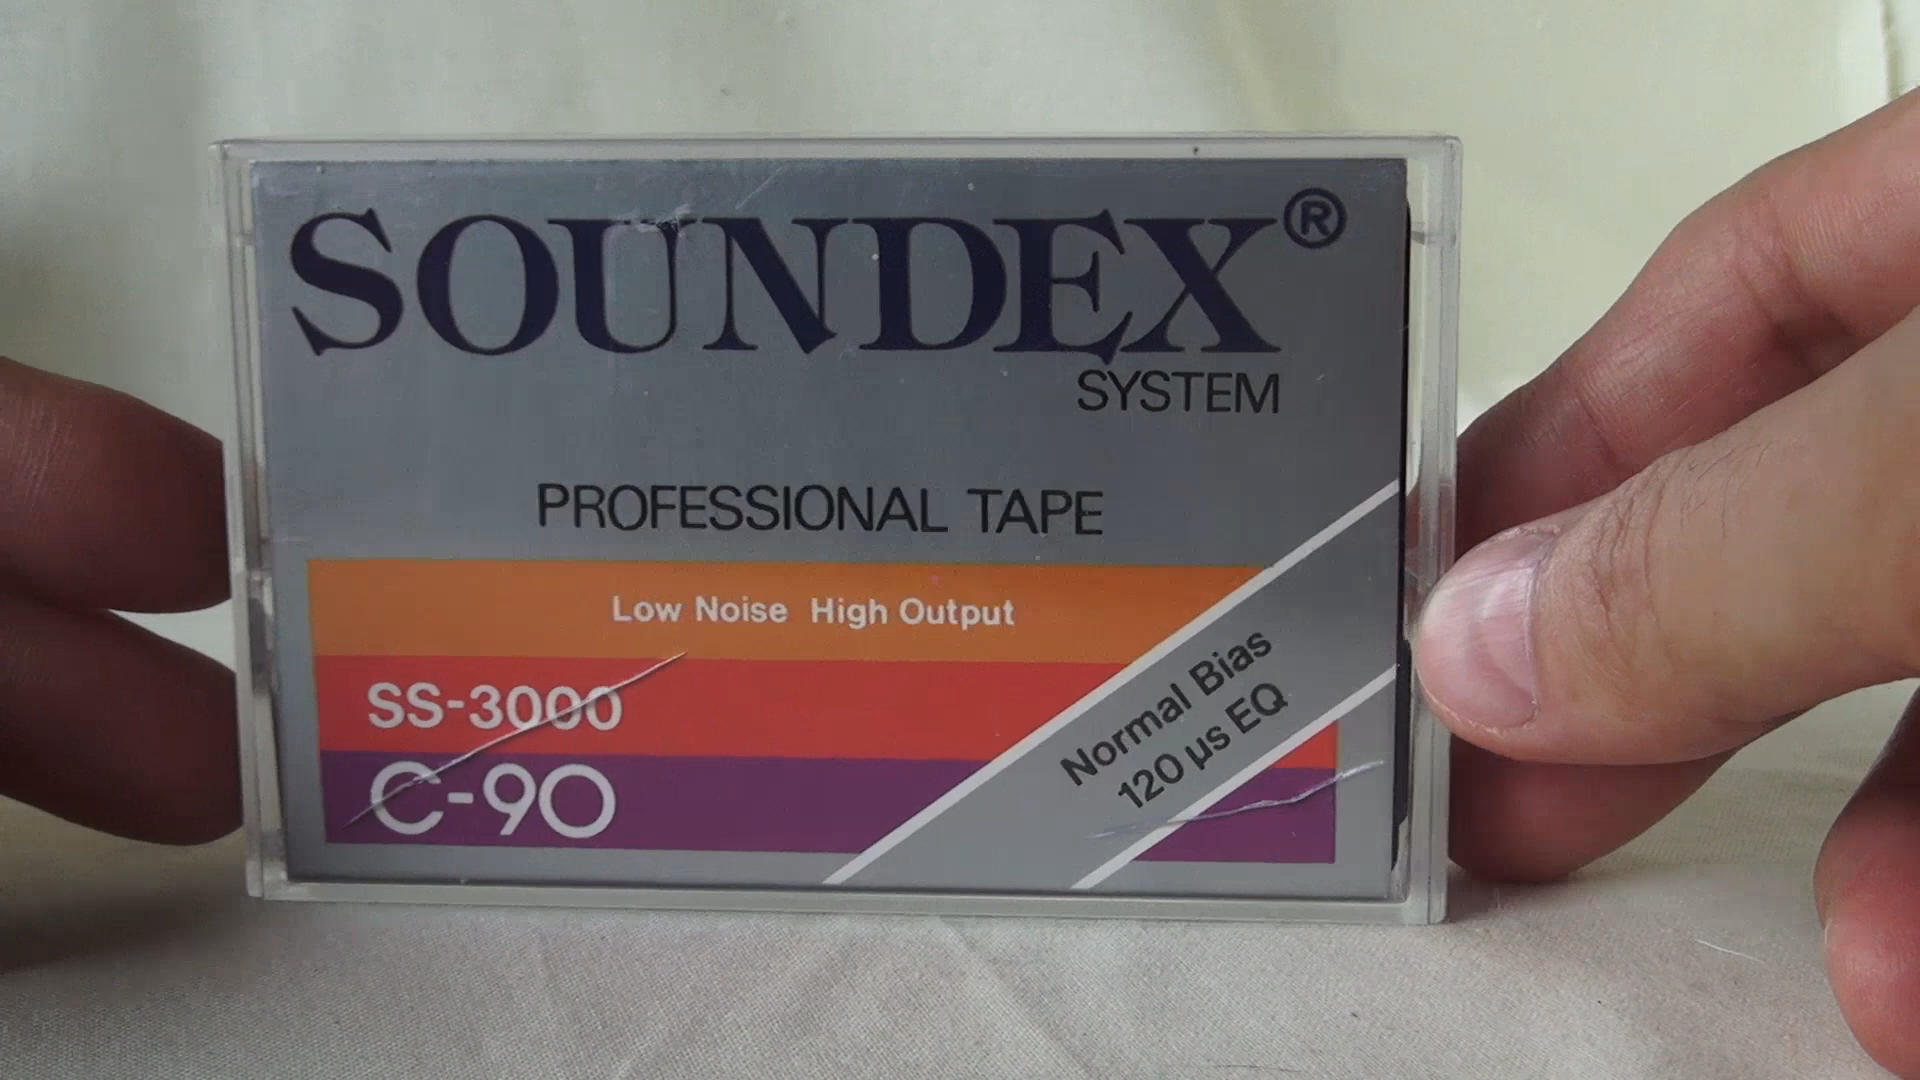 SOUNDEX®
SYSTEM
PROFESSIONAL TAPE
Low Noise High Output
SS-3000
C-90
Normal Bias
120 µs EQ